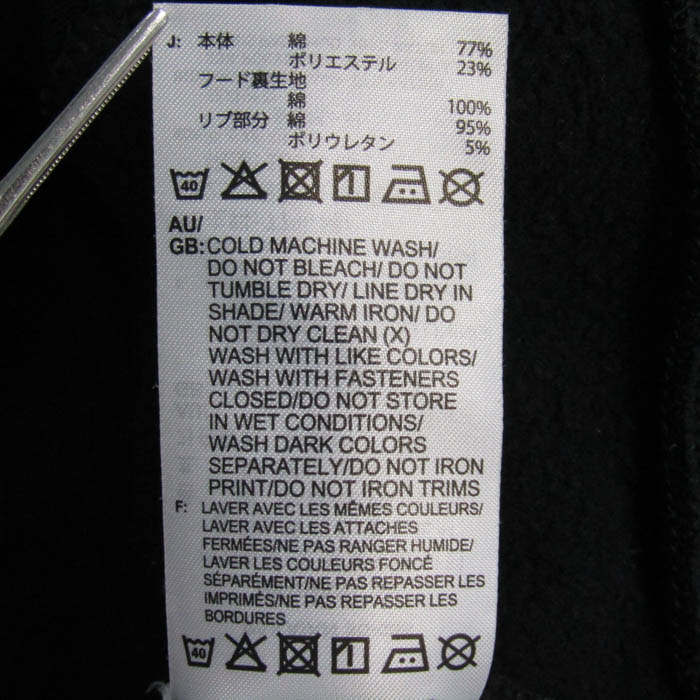 J: 本体 綿 77%
ポリエステル 23%
フード裏生地
綿 100%
リブ部分 綿 95%
ポリウレタン 5%
40
AU/
GB: COLD MACHINE WASH/
DO NOT BLEACH/ DO NOT
TUMBLE DRY/ LINE DRY IN
SHADE/ WARM IRON/ DO
NOT DRY CLEAN (X)
WASH WITH LIKE COLORS/
WASH WITH FASTENERS
CLOSED/DO NOT STORE
IN WET CONDITIONS/
WASH DARK COLORS
SEPARATELY/DO NOT IRON
PRINT/DO NOT IRON TRIMS
F: LAVER AVEC LES MÊMES COULEURS/
LAVER AVEC LES ATTACHES
FERMÉES/NE PAS RANGER HUMIDE/
LAVER LES COULEURS FONCÉ
SÉPARÉMENT/NE PAS REPASSER LES
IMPRIMÉS/NE PAS REPASSER LES
BORDURES
40